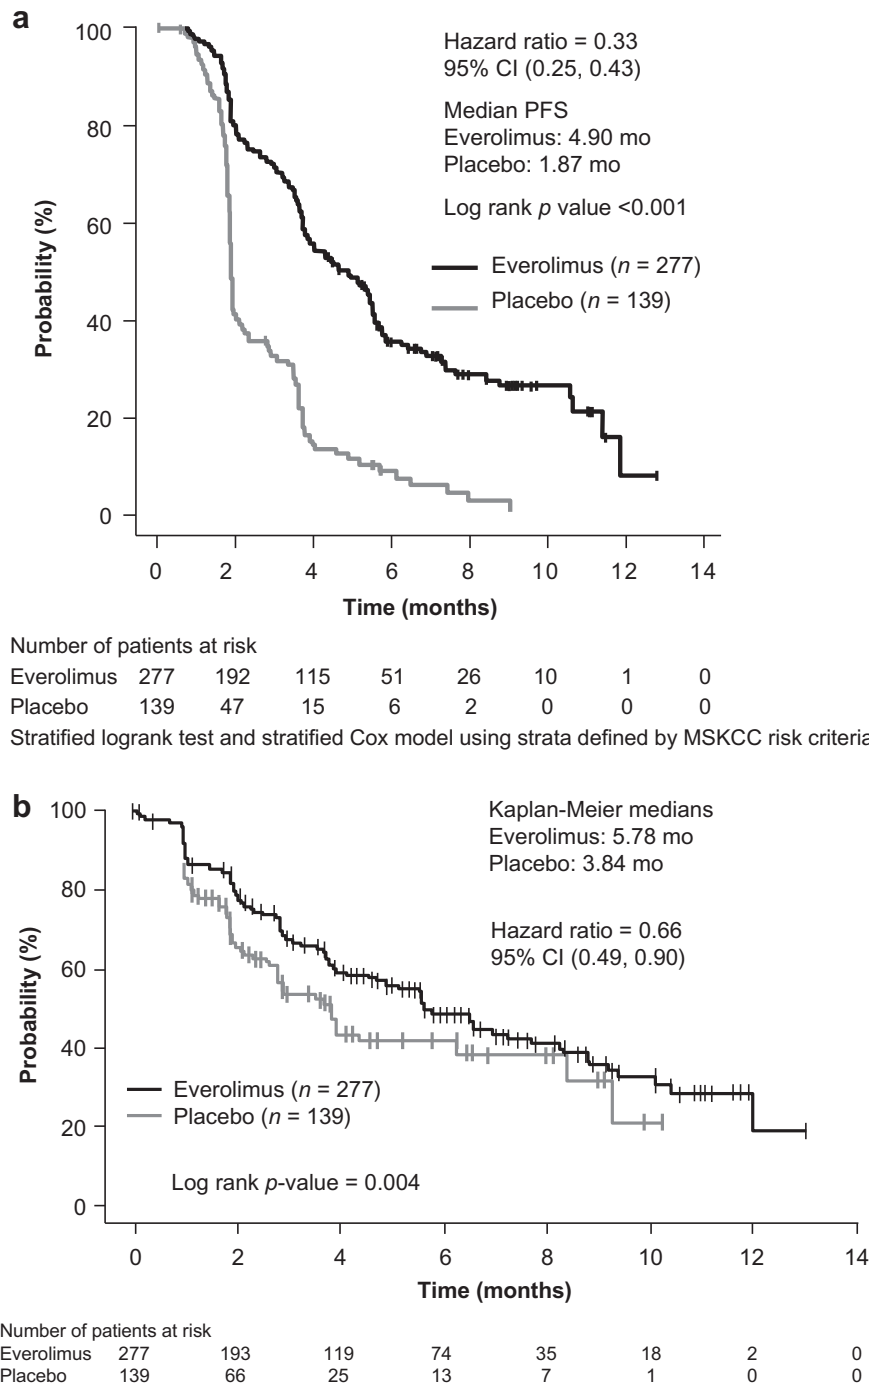 a
100
80
60
40
20
0
Probability (%)
Hazard ratio = 0.33
95% CI (0.25, 0.43)
Median PFS
Everolimus: 4.90 mo
Placebo: 1.87 mo
Log rank p value <0.001
Everolimus (n = 277)
Placebo (n = 139)
0 2 4 6 8 10 12 14
Time (months)
Number of patients at risk
Everolimus 277 192 115 51 26 10 1 0
Placebo 139 47 15 6 2 0 0 0
Stratified logrank test and stratified Cox model using strata defined by MSKCC risk criteria
b
100
80
60
40
20
0
Probability (%)
Kaplan-Meier medians
Everolimus: 5.78 mo
Placebo: 3.84 mo
Hazard ratio = 0.66
95% CI (0.49, 0.90)
Everolimus (n = 277)
Placebo (n = 139)
Log rank p-value = 0.004
0 2 4 6 8 10 12 14
Time (months)
Number of patients at risk
Everolimus 277 193 119 74 35 18 2 0
Placebo 139 66 25 13 7 1 0 0